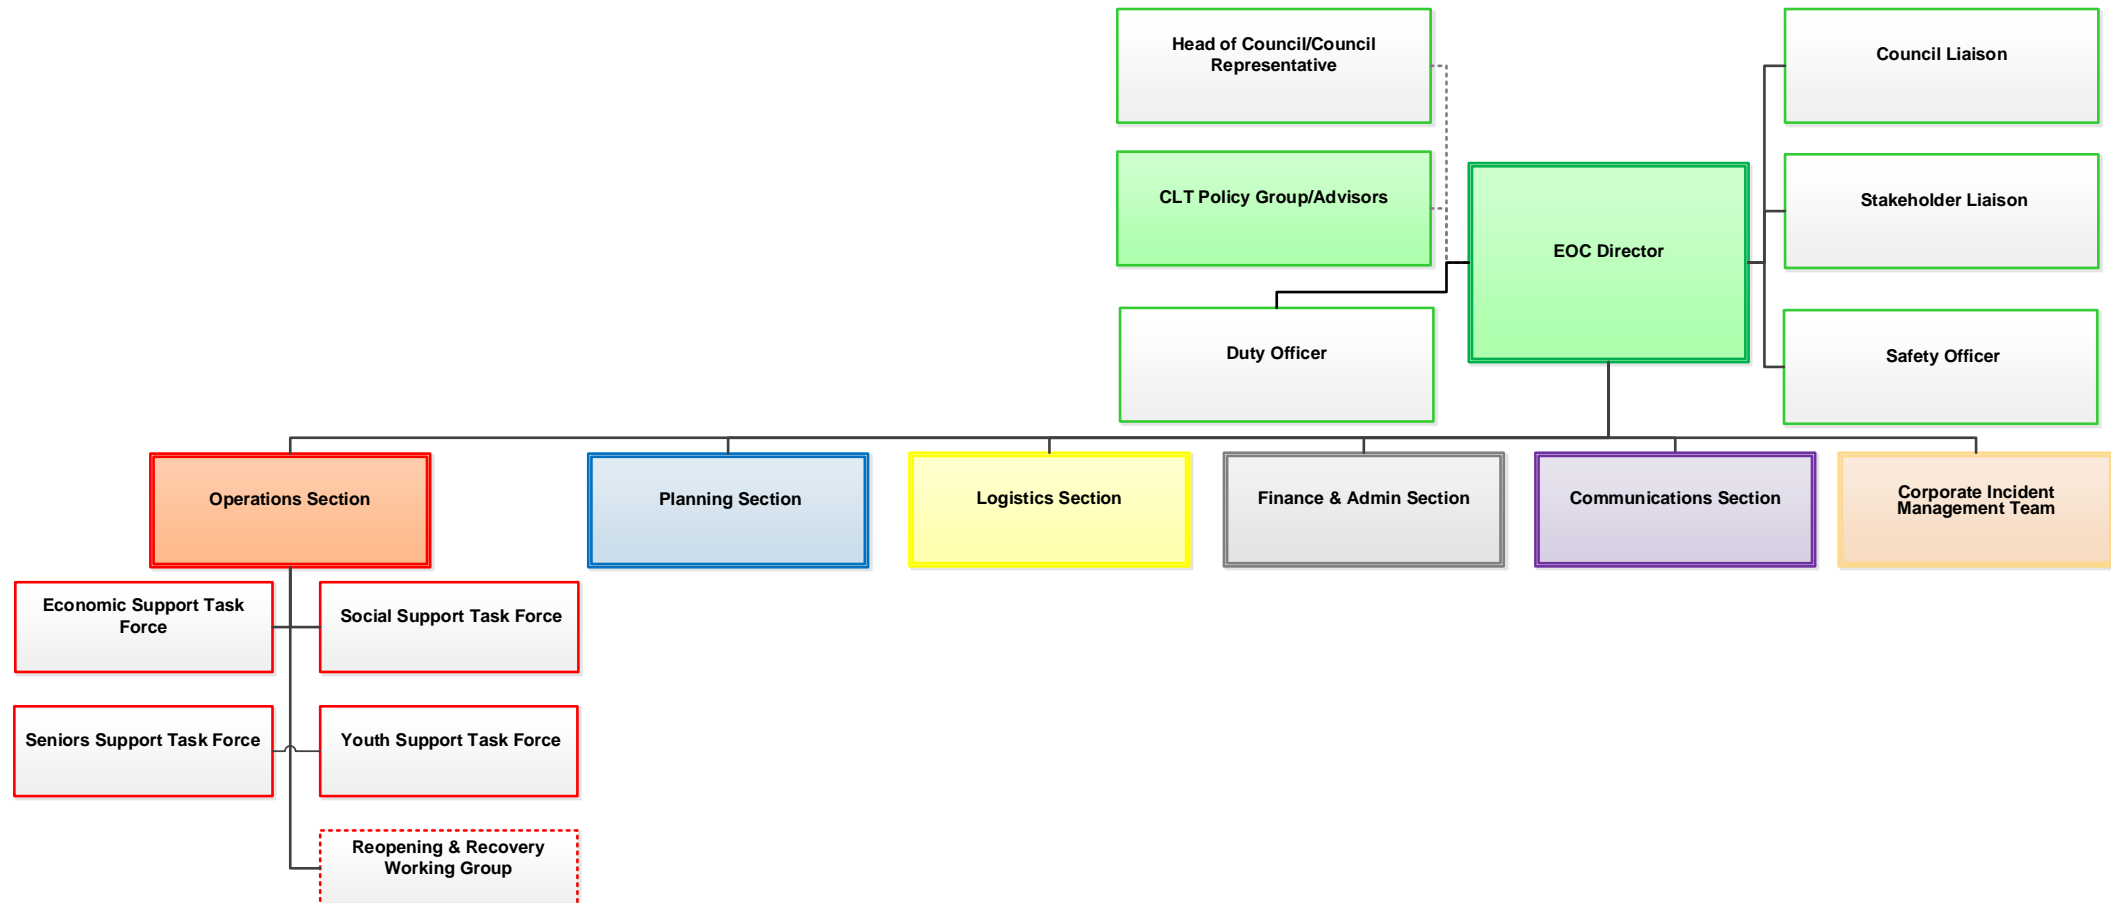 Head of Council/Council
Representative
Council Liaison
CLT Policy Group/Advisors
Stakeholder Liaison
EOC Director
Duty Officer
Safety Officer
Operations Section
Planning Section
Logistics Section
Finance & Admin Section
Communications Section
Corporate Incident
Management Team
Economic Support Task
Force
Social Support Task Force
Seniors Support Task Force
Youth Support Task Force
Reopening & Recovery
Working Group